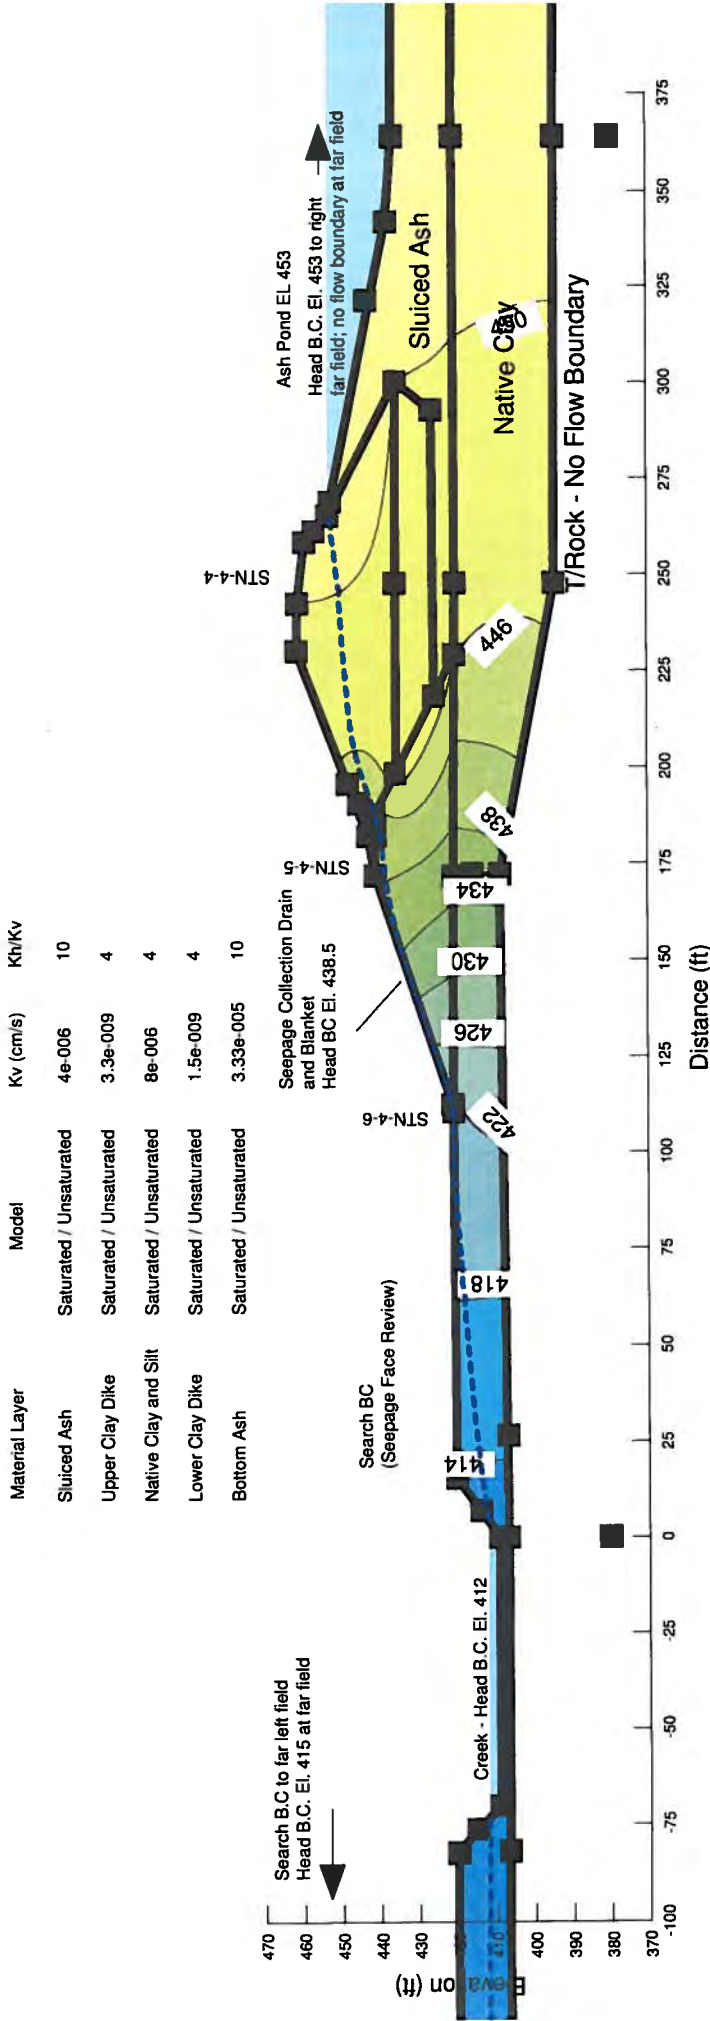 Material Layer Model Kv (cm/s) Kh/Kv
Sluiced Ash Saturated / Unsaturated 4e-006 10
Upper Clay Dike Saturated / Unsaturated 3.3e-009 4
Native Clay and Silt Saturated / Unsaturated 8e-006 4
Lower Clay Dike Saturated / Unsaturated 1.5e-009 4
Bottom Ash Saturated / Unsaturated 3.33e-005 10
Search B.C to far left field
Head B.C. El. 415 at far field
Search BC
(Seepage Face Review)
Creek - Head B.C. El. 412
Seepage Collection Drain
and Blanket
Head BC El. 438.5
Ash Pond EL 453
Head B.C. El. 453 to right
far field; no flow boundary at far field
STN-4-6
STN-4-5
STN-4-4
Sluiced Ash
Native Clay
T/Rock - No Flow Boundary
414
418
422
426
430
434
438
446
470
460
450
440
430
410
400
390
380
370
Elevation (ft)
-100 -75 -50 -25 0 25 50 75 100 125 150 175 200 225 250 275 300 325 350 375
Distance (ft)